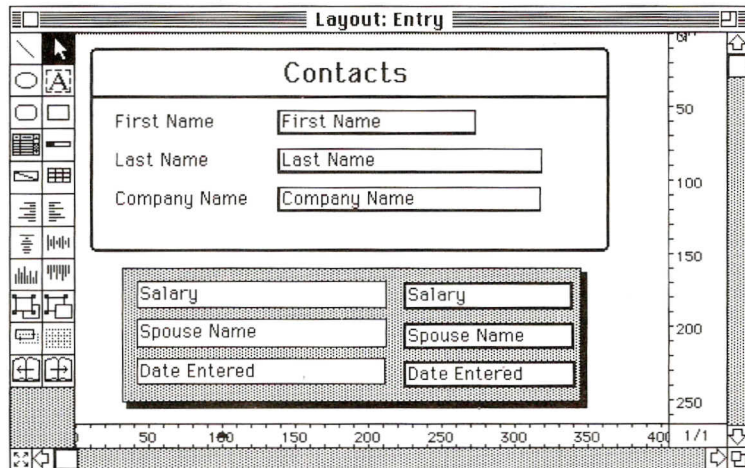 Layout: Entry
A
Contacts
First Name First Name
Last Name Last Name
Company Name Company Name
Salary Salary
Spouse Name Spouse Name
Date Entered Date Entered
50
100
150
200
250
50 100 150 200 250 300 350 400 1/1